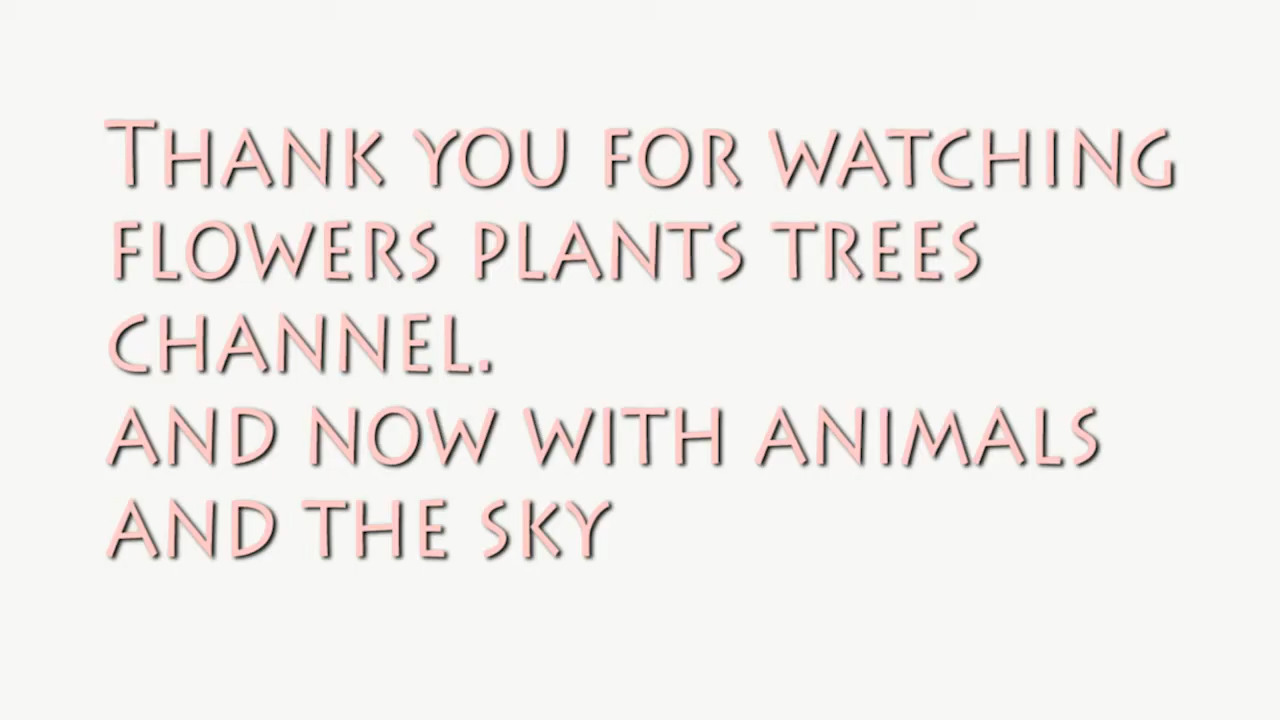 Thank you for watching
flowers plants trees
channel.
and now with animals
and the sky